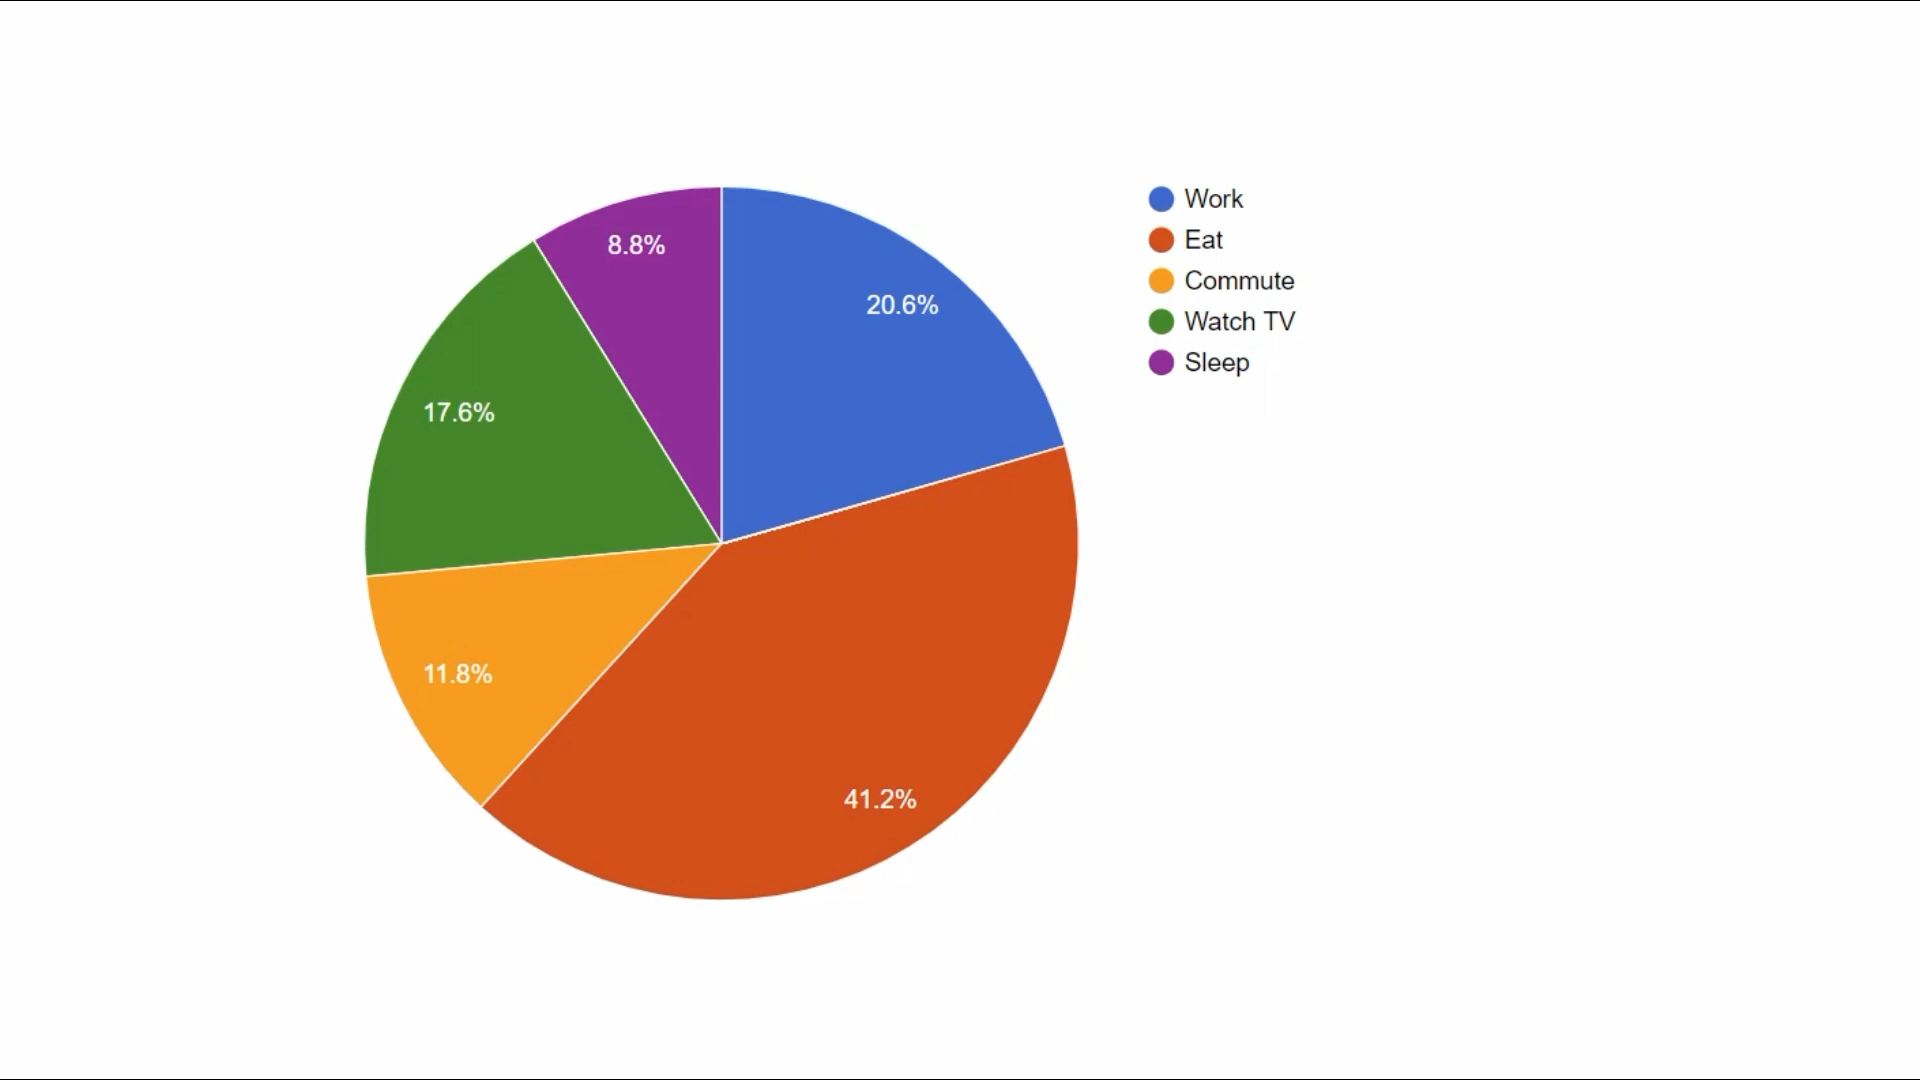 8.8%
20.6%
17.6%
11.8%
41.2%
Work
Eat
Commute
Watch TV
Sleep